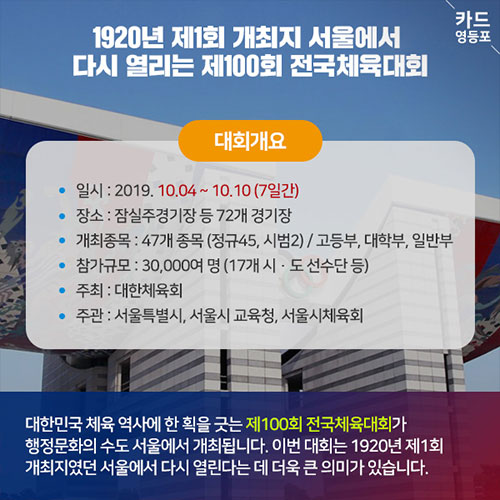 카드
영등포
1920년 제1회 개최지 서울에서
다시 열리는 제100회 전국체육대회
대회개요
• 일시 : 2019. 10.04 ~ 10.10 (7일간)
• 장소 : 잠실주경기장 등 72개 경기장
• 개최종목 : 47개 종목 (정규45, 시범2) / 고등부, 대학부, 일반부
• 참가규모 : 30,000여 명 (17개 시·도 선수단 등)
• 주최 : 대한체육회
• 주관 : 서울특별시, 서울시 교육청, 서울시체육회
대한민국 체육 역사에 한 획을 긋는 제100회 전국체육대회가
행정문화의 수도 서울에서 개최됩니다. 이번 대회는 1920년 제1회
개최지였던 서울에서 다시 열린다는 데 더욱 큰 의미가 있습니다.